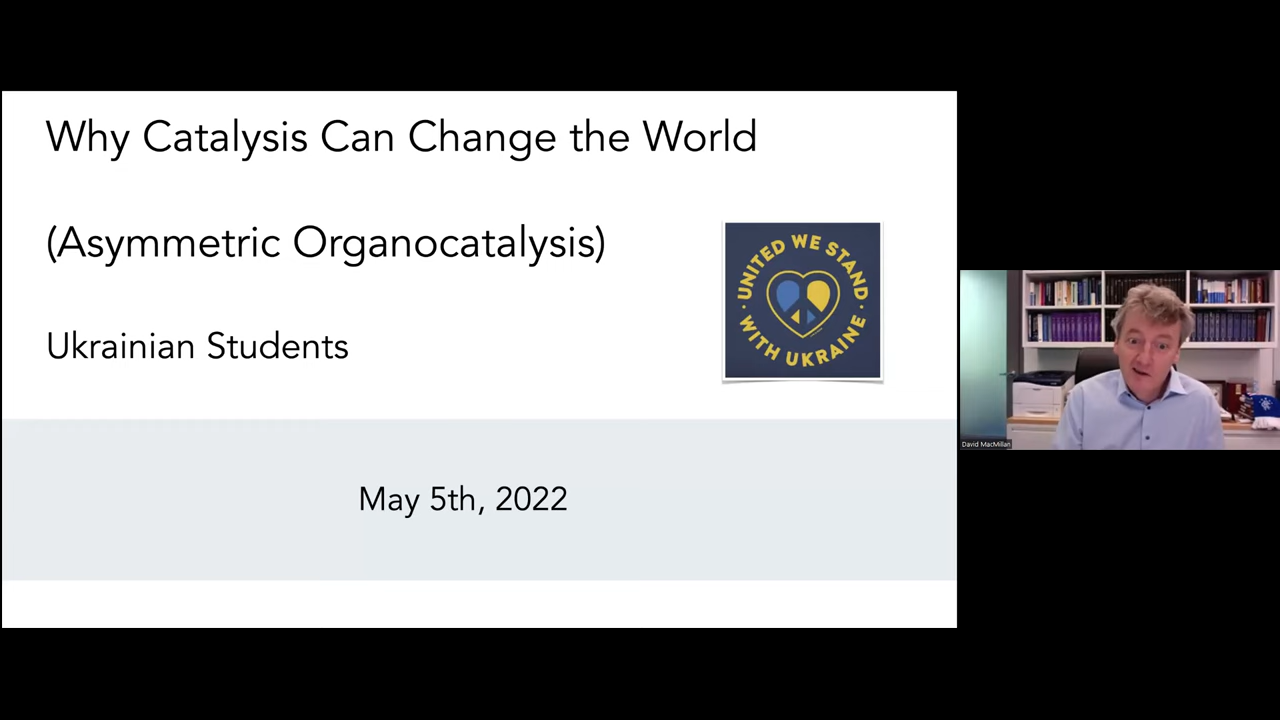 Why Catalysis Can Change the World
(Asymmetric Organocatalysis)
Ukrainian Students
UNITED WE STAND
WITH UKRAINE
May 5th, 2022
David MacMillan